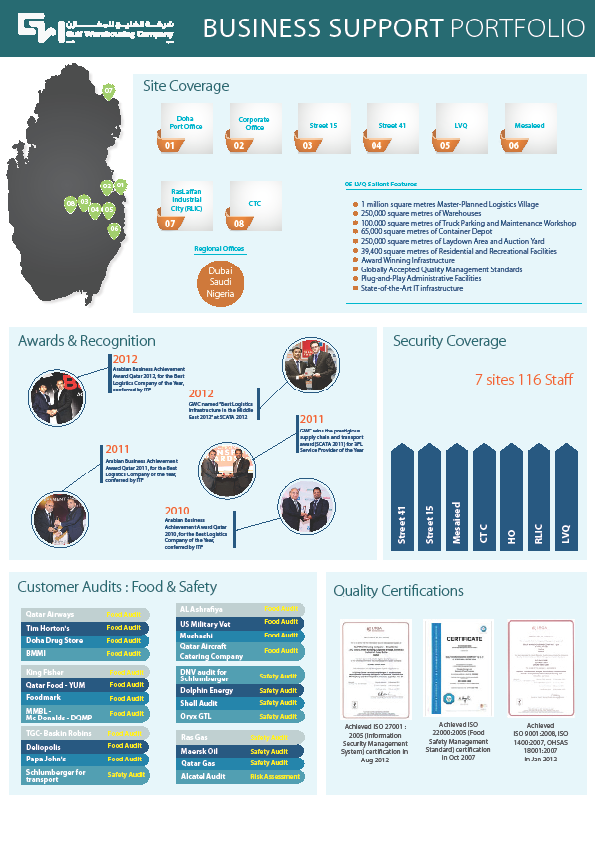 شركة الخليج للمخازن
Gulf Warehousing Company
BUSINESS SUPPORT PORTFOLIO
07
02 01
08 03
04 05
06
Site Coverage
Doha
Port Office
01
Corporate
Office
02
Street 15
03
Street 41
04
LVQ
05
Mesaieed
06
RasLaffan
Industrial
City (RLIC)
07
CTC
08
Regional Offices
Dubai
Saudi
Nigeria
05 LVQ Saliont Features
1 million square metres Master-Planned Logistics Village
250,000 square metres of Warehouses
100,000 square metres of Truck Parking and Maintenance Workshop
65,000 square metres of Container Depot
250,000 square metres of Laydown Area and Auction Yard
39,400 square metres of Residential and Recreational Facilities
Award Winning Infrastructure
Globally Accepted Quality Management Standards
Plug-and-Play Administrative Facilities
State-of-the-Art IT infrastructure
Awards & Recognition
2012
Arabian Business Achievement
Award Qatar 2012, for the Best
Logistics Company of the Year,
conferred by ITP
2012
GWC named "Best Logistics
Infrastructure in the Middle
East 2012" at SCATA 2012
2011
GWC wins the prestigious
supply chain and transport
award [SCATA 2011] for 3PL
Service Provider of the Year
2011
Arabian Business Achievement
Award Qatar 2011, for the Best
Logistics Company of the Year,
conferred by ITP
2010
Arabian Business
Achievement Award Qatar
2010, for the Best Logistics
Company of the Year,
conferred by ITP
Security Coverage
7 sites 116 Staff
Street 41
Street 15
Mesaieed
CTC
HO
RLIC
LVQ
Customer Audits : Food & Safety
Qatar Airways Food Audit
Tim Horton's Food Audit
Doha Drug Store Food Audit
BMMI Food Audit
King Fisher Food Audit
Qatar Food - YUM Food Audit
Foodmark Food Audit
MMBL -
Mc Donalds - DQMP Food Audit
TGC- Baskin Robins Food Audit
Deliopolis Food Audit
Papa John's Food Audit
Schlumberger for
transport Safety Audit
AL Ashrafiya Food Audit
US Military Vet Food Audit
Muchachi Food Audit
Qatar Aircraft
Catering Company Food Audit
DNV audit for
Schlumberger Safety Audit
Dolphin Energy Safety Audit
Shell Audit Safety Audit
Oryx GTL Safety Audit
Ras Gas Safety Audit
Maersk Oil Safety Audit
Qatar Gas Safety Audit
Alcatel Audit Risk Assessment
Quality Certifications
CERTIFICATE
Achieved ISO 27001 :
2005 (Information
Security Management
System) certification in
Aug 2012
Achieved ISO
22000:2005 (Food
Safety Management
Standard) certification
in Oct 2007
Achieved
ISO 9001:2008, ISO
1400:2007, OHSAS
18001:2007
in Jan 2012